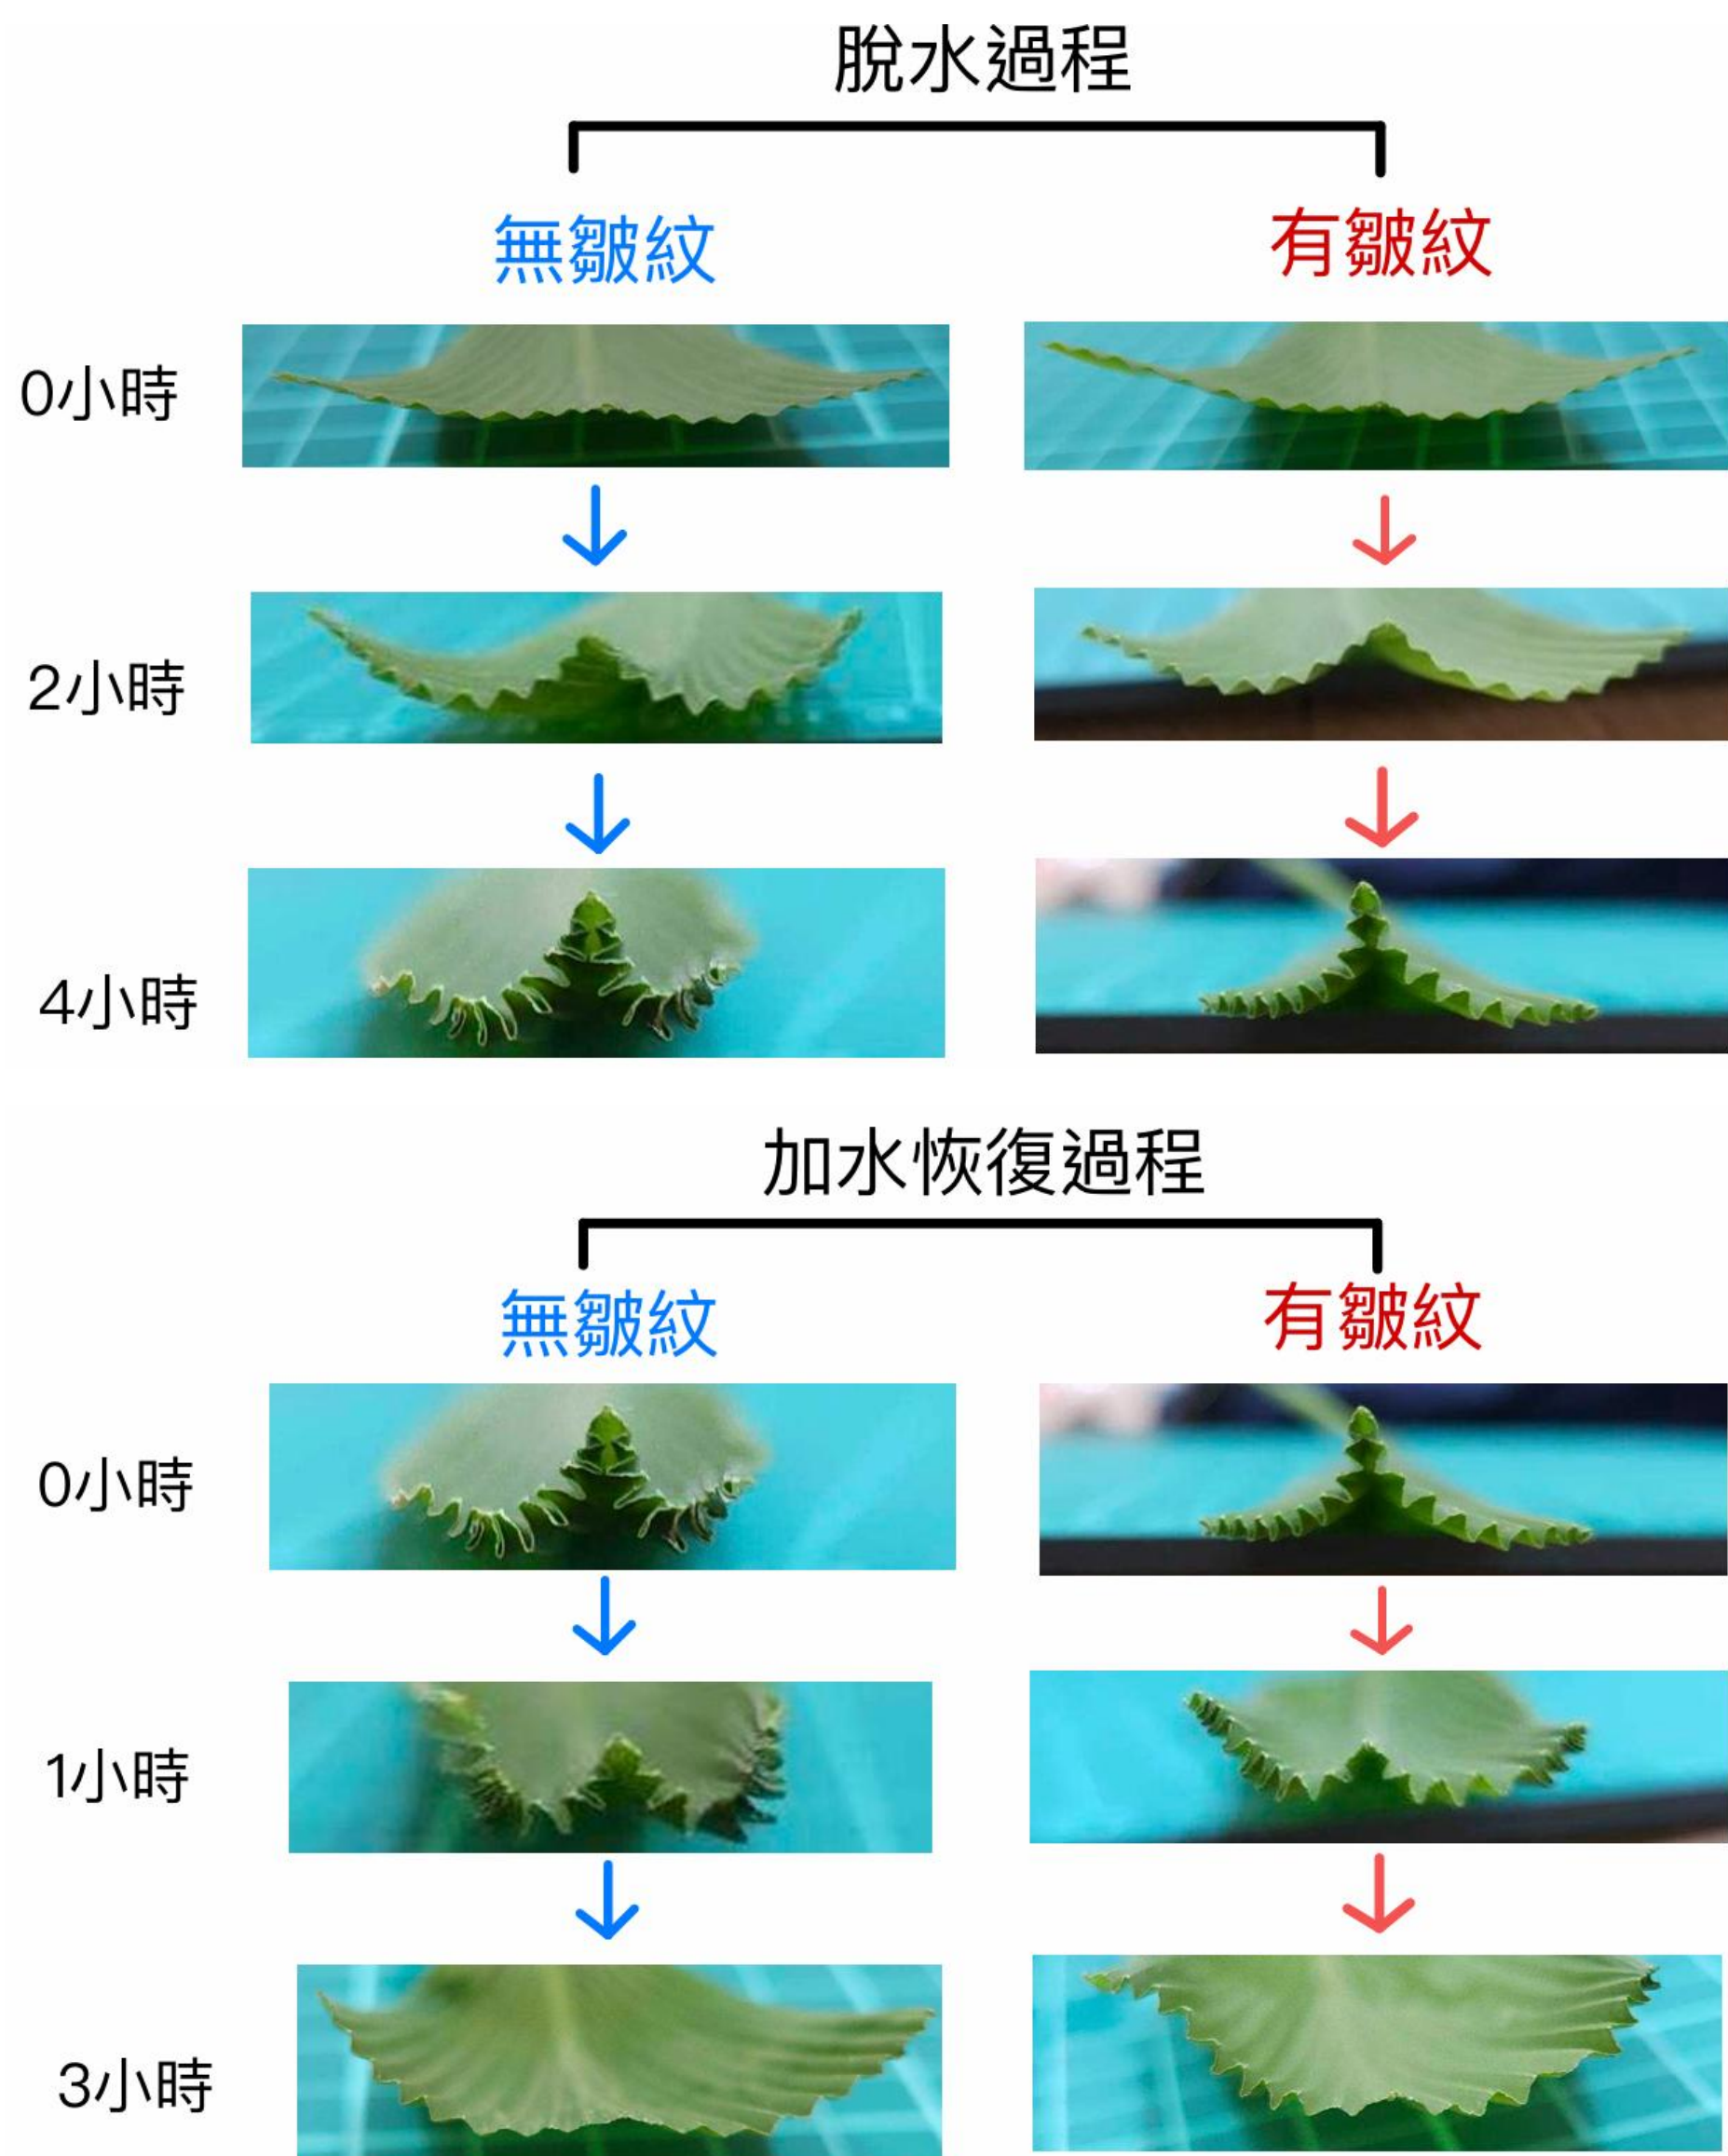 脫水過程
無皺紋 有皺紋
0小時
2小時
4小時
加水恢復過程
無皺紋 有皺紋
0小時
1小時
3小時